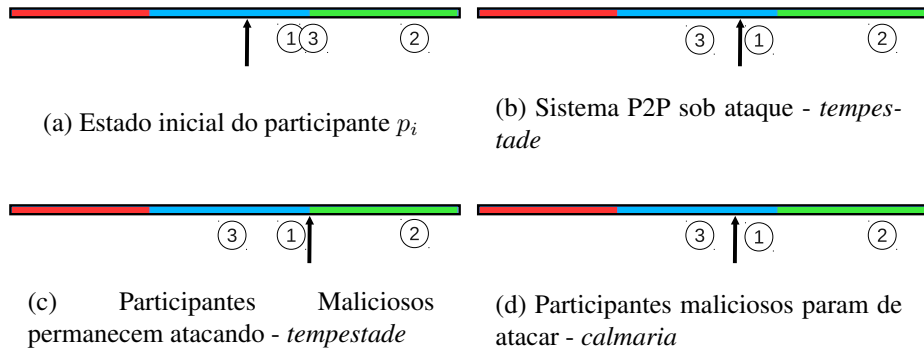 1 3 2
3 1 2
(a) Estado inicial do participante pi
(b) Sistema P2P sob ataque - tempes-
tade
3 1 2
3 1 2
(c) Participantes Maliciosos
permanecem atacando - tempestade
(d) Participantes maliciosos param de
atacar - calmaria